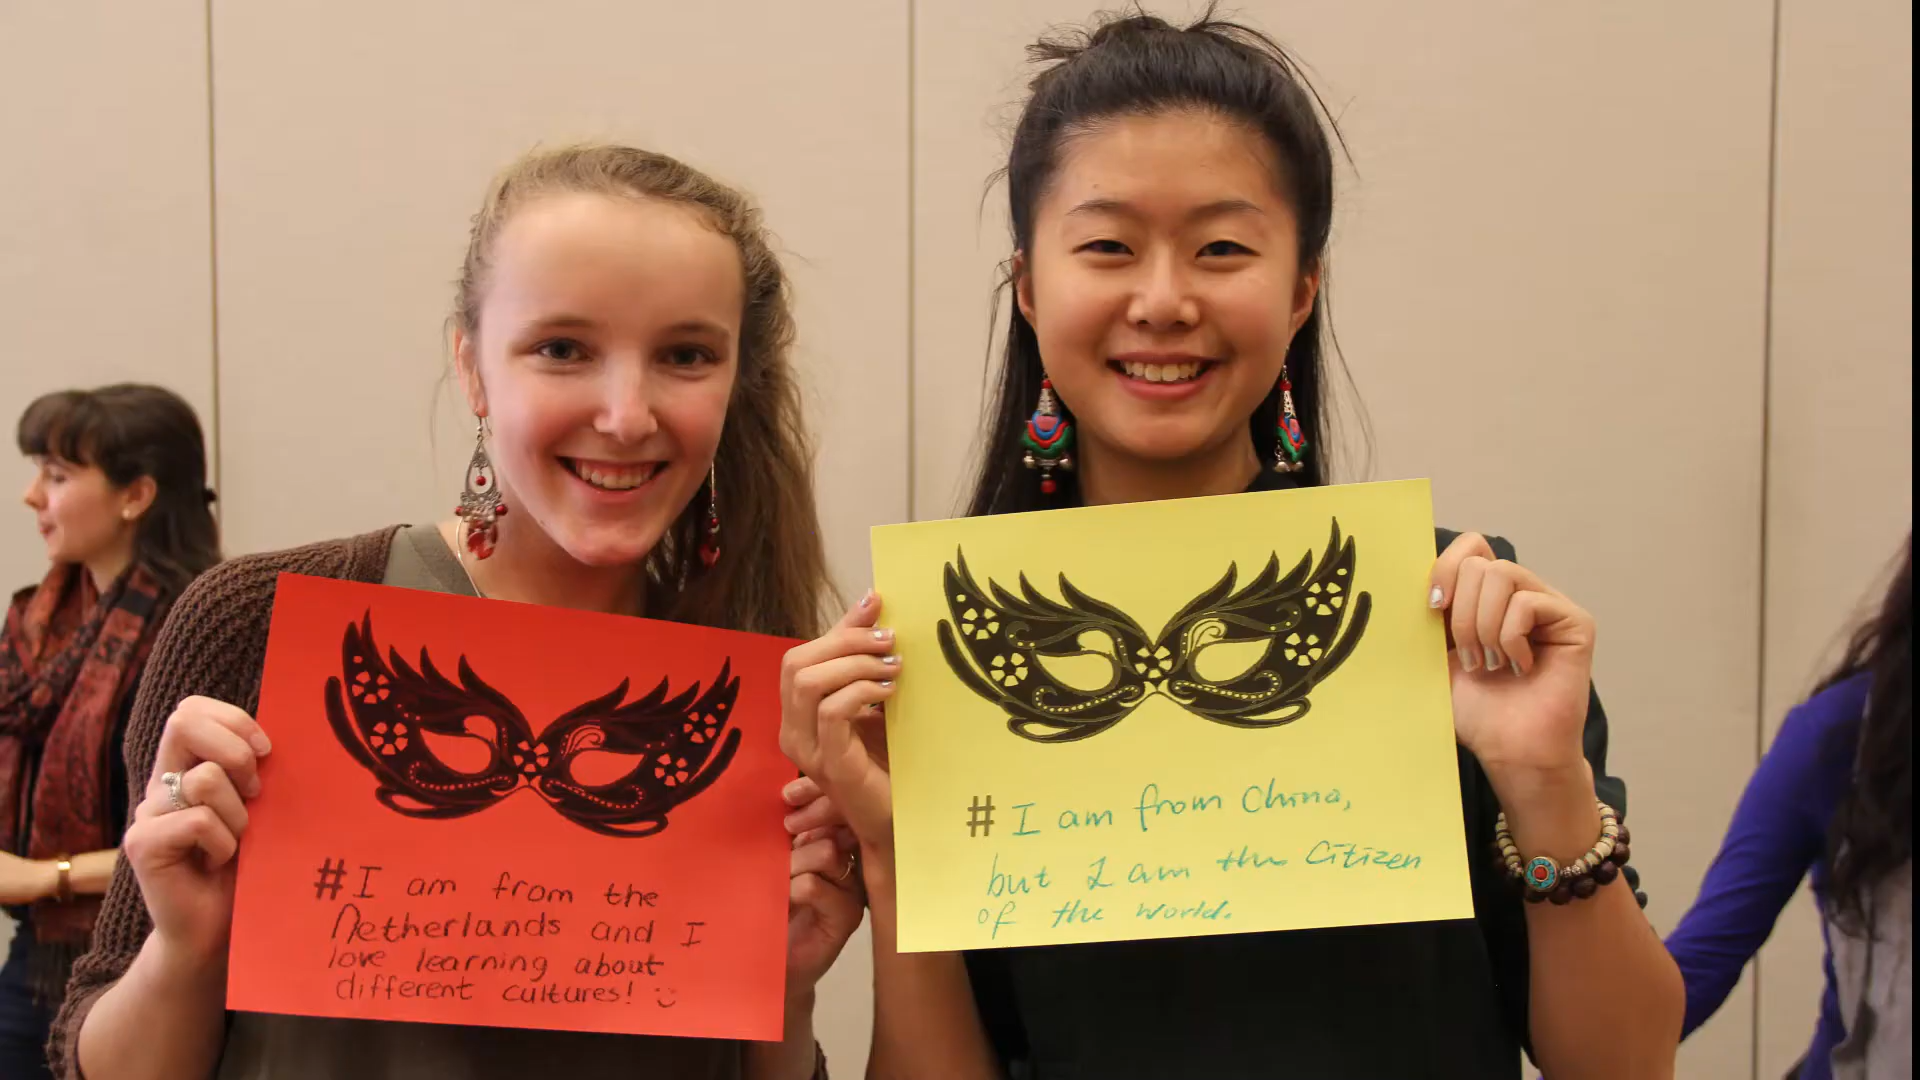 #I am from the
Netherlands and I
love learning about
different cultures!
# I am from China,
but I am the Citizen
of the world.